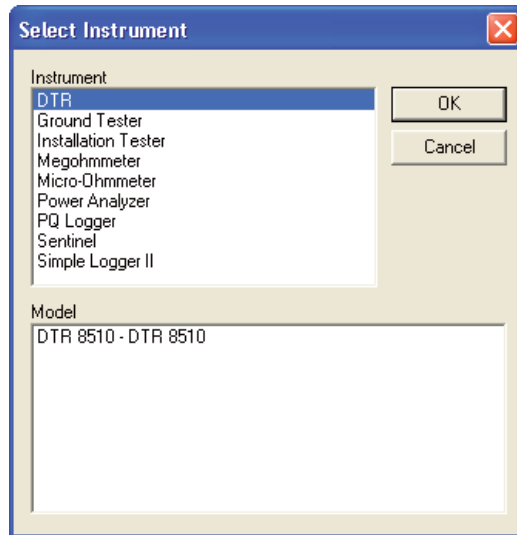 Select Instrument
Instrument
DTR
Ground Tester
Installation Tester
Megohmmeter
Micro-Ohmmeter
Power Analyzer
PQ Logger
Sentinel
Simple Logger II
OK
Cancel
Model
DTR 8510 - DTR 8510